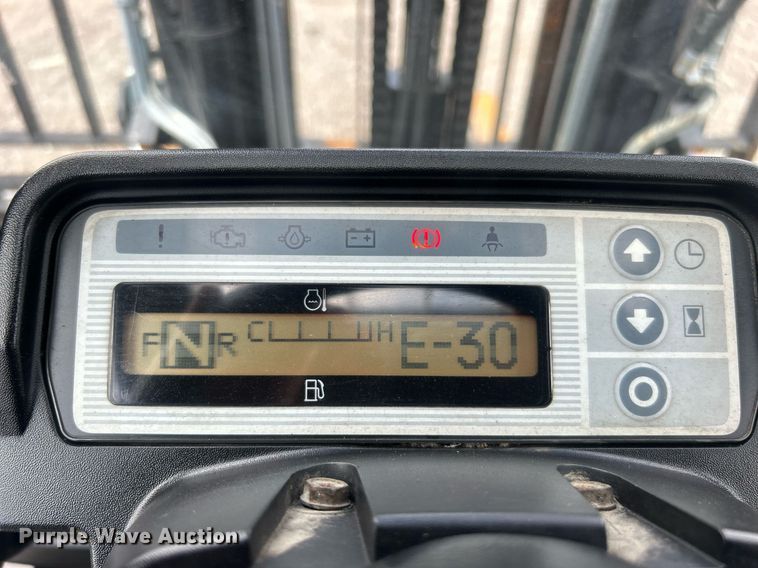 F N R C H E-30
Purple Wave Auction